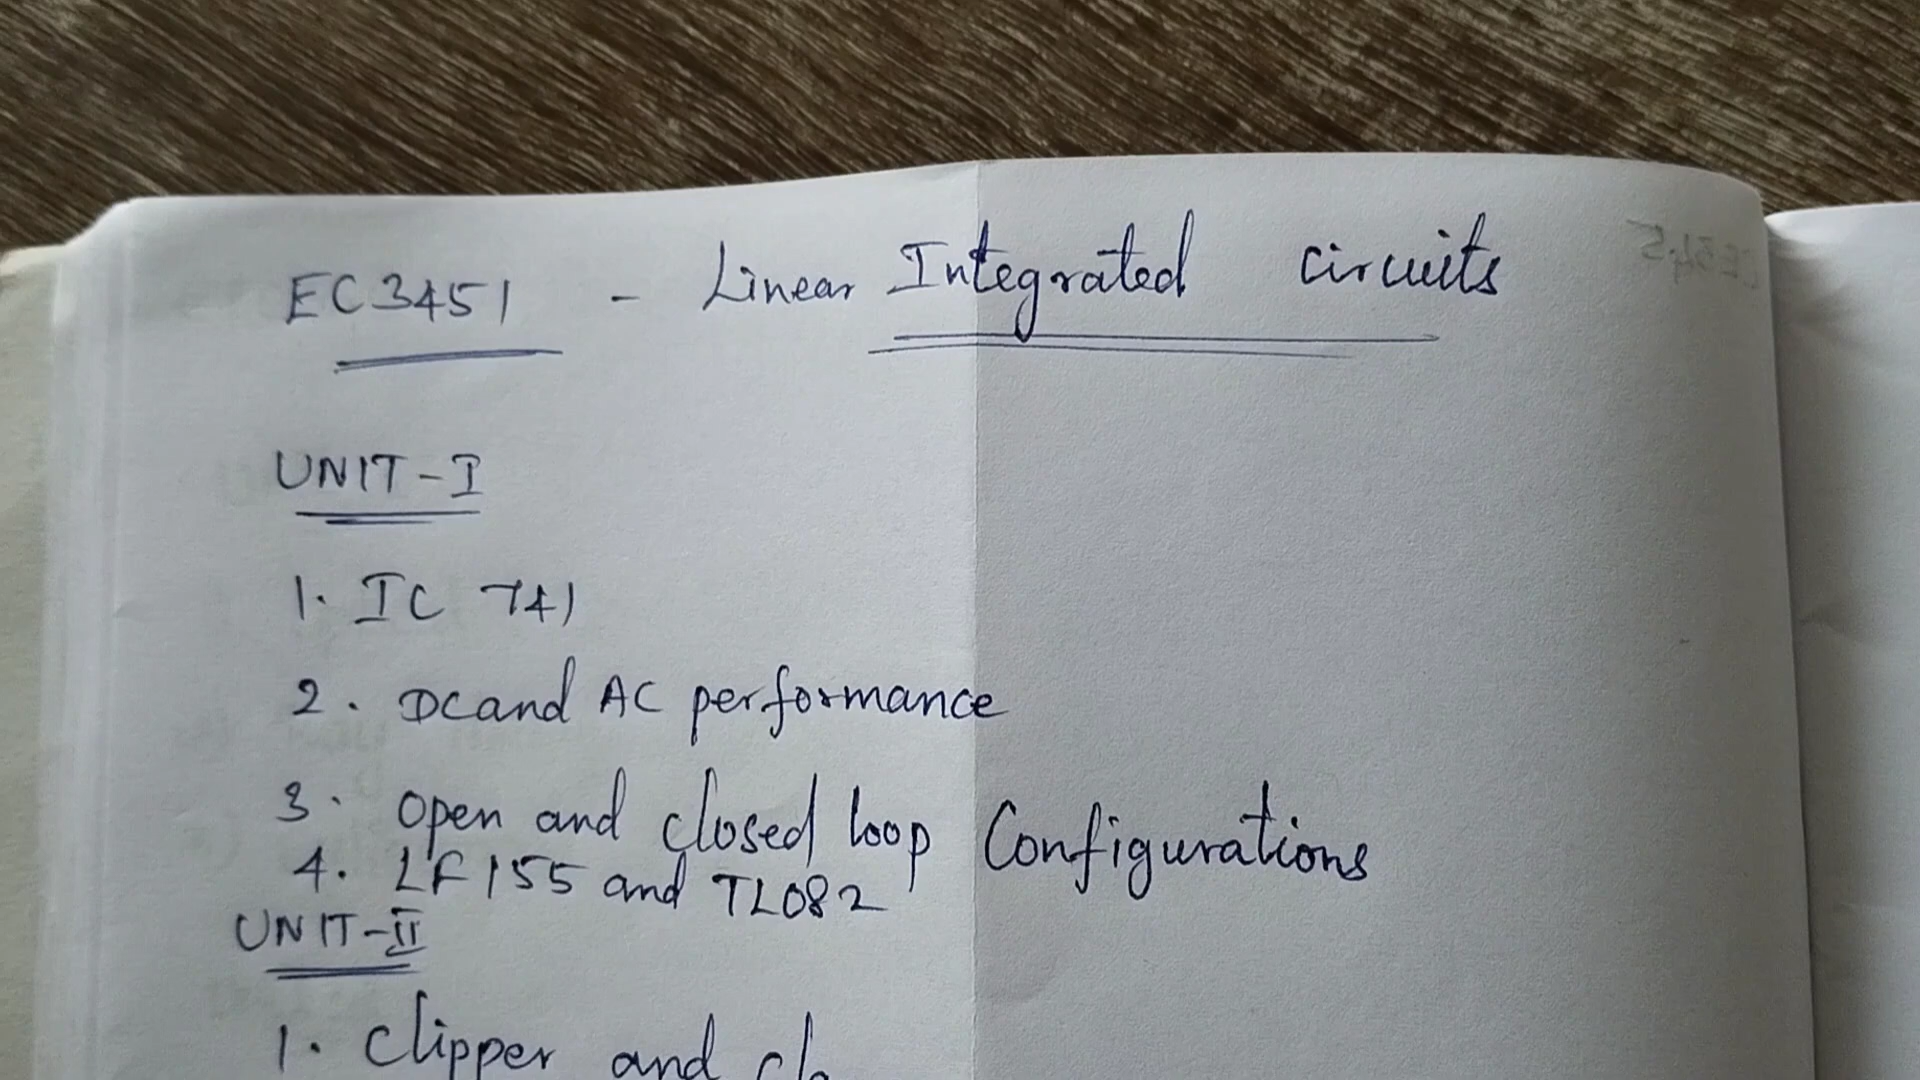 EC3451 - Linear Integrated circuits
UNIT-I
1. IC 741
2. DC and AC performance
3. Open and closed loop Configurations
4. LF155 and TL082
UNIT-II
1. Clipper and